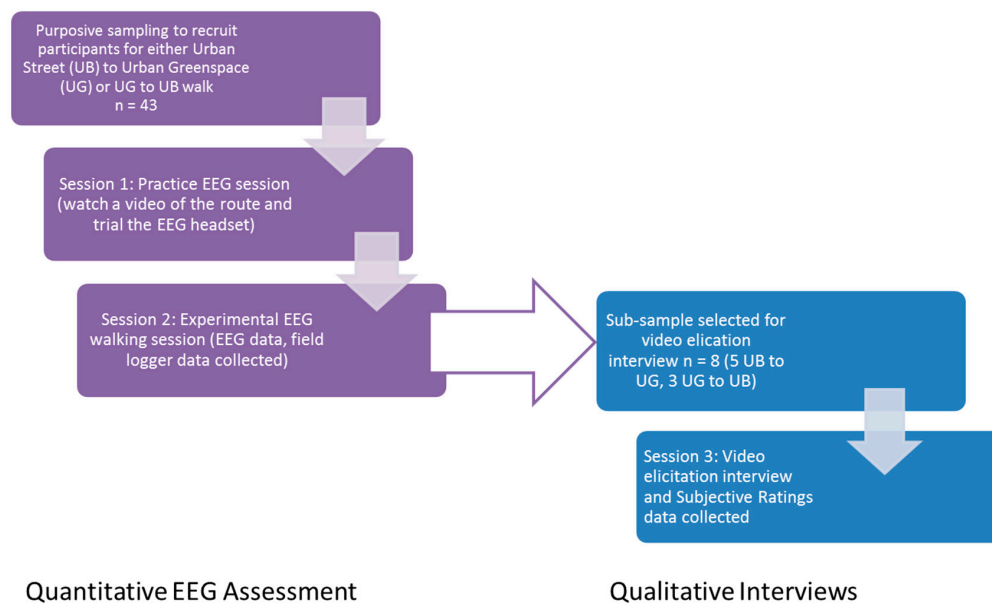 Purposive sampling to recruit
participants for either Urban
Street (UB) to Urban Greenspace
(UG) or UG to UB walk
n = 43
Session 1: Practice EEG session
(watch a video of the route and
trial the EEG headset)
Session 2: Experimental EEG
walking session (EEG data, field
logger data collected)
Sub-sample selected for
video elication
interview n = 8 (5 UB to
UG, 3 UG to UB)
Session 3: Video
elicitation interview
and Subjective Ratings
data collected
Quantitative EEG Assessment
Qualitative Interviews